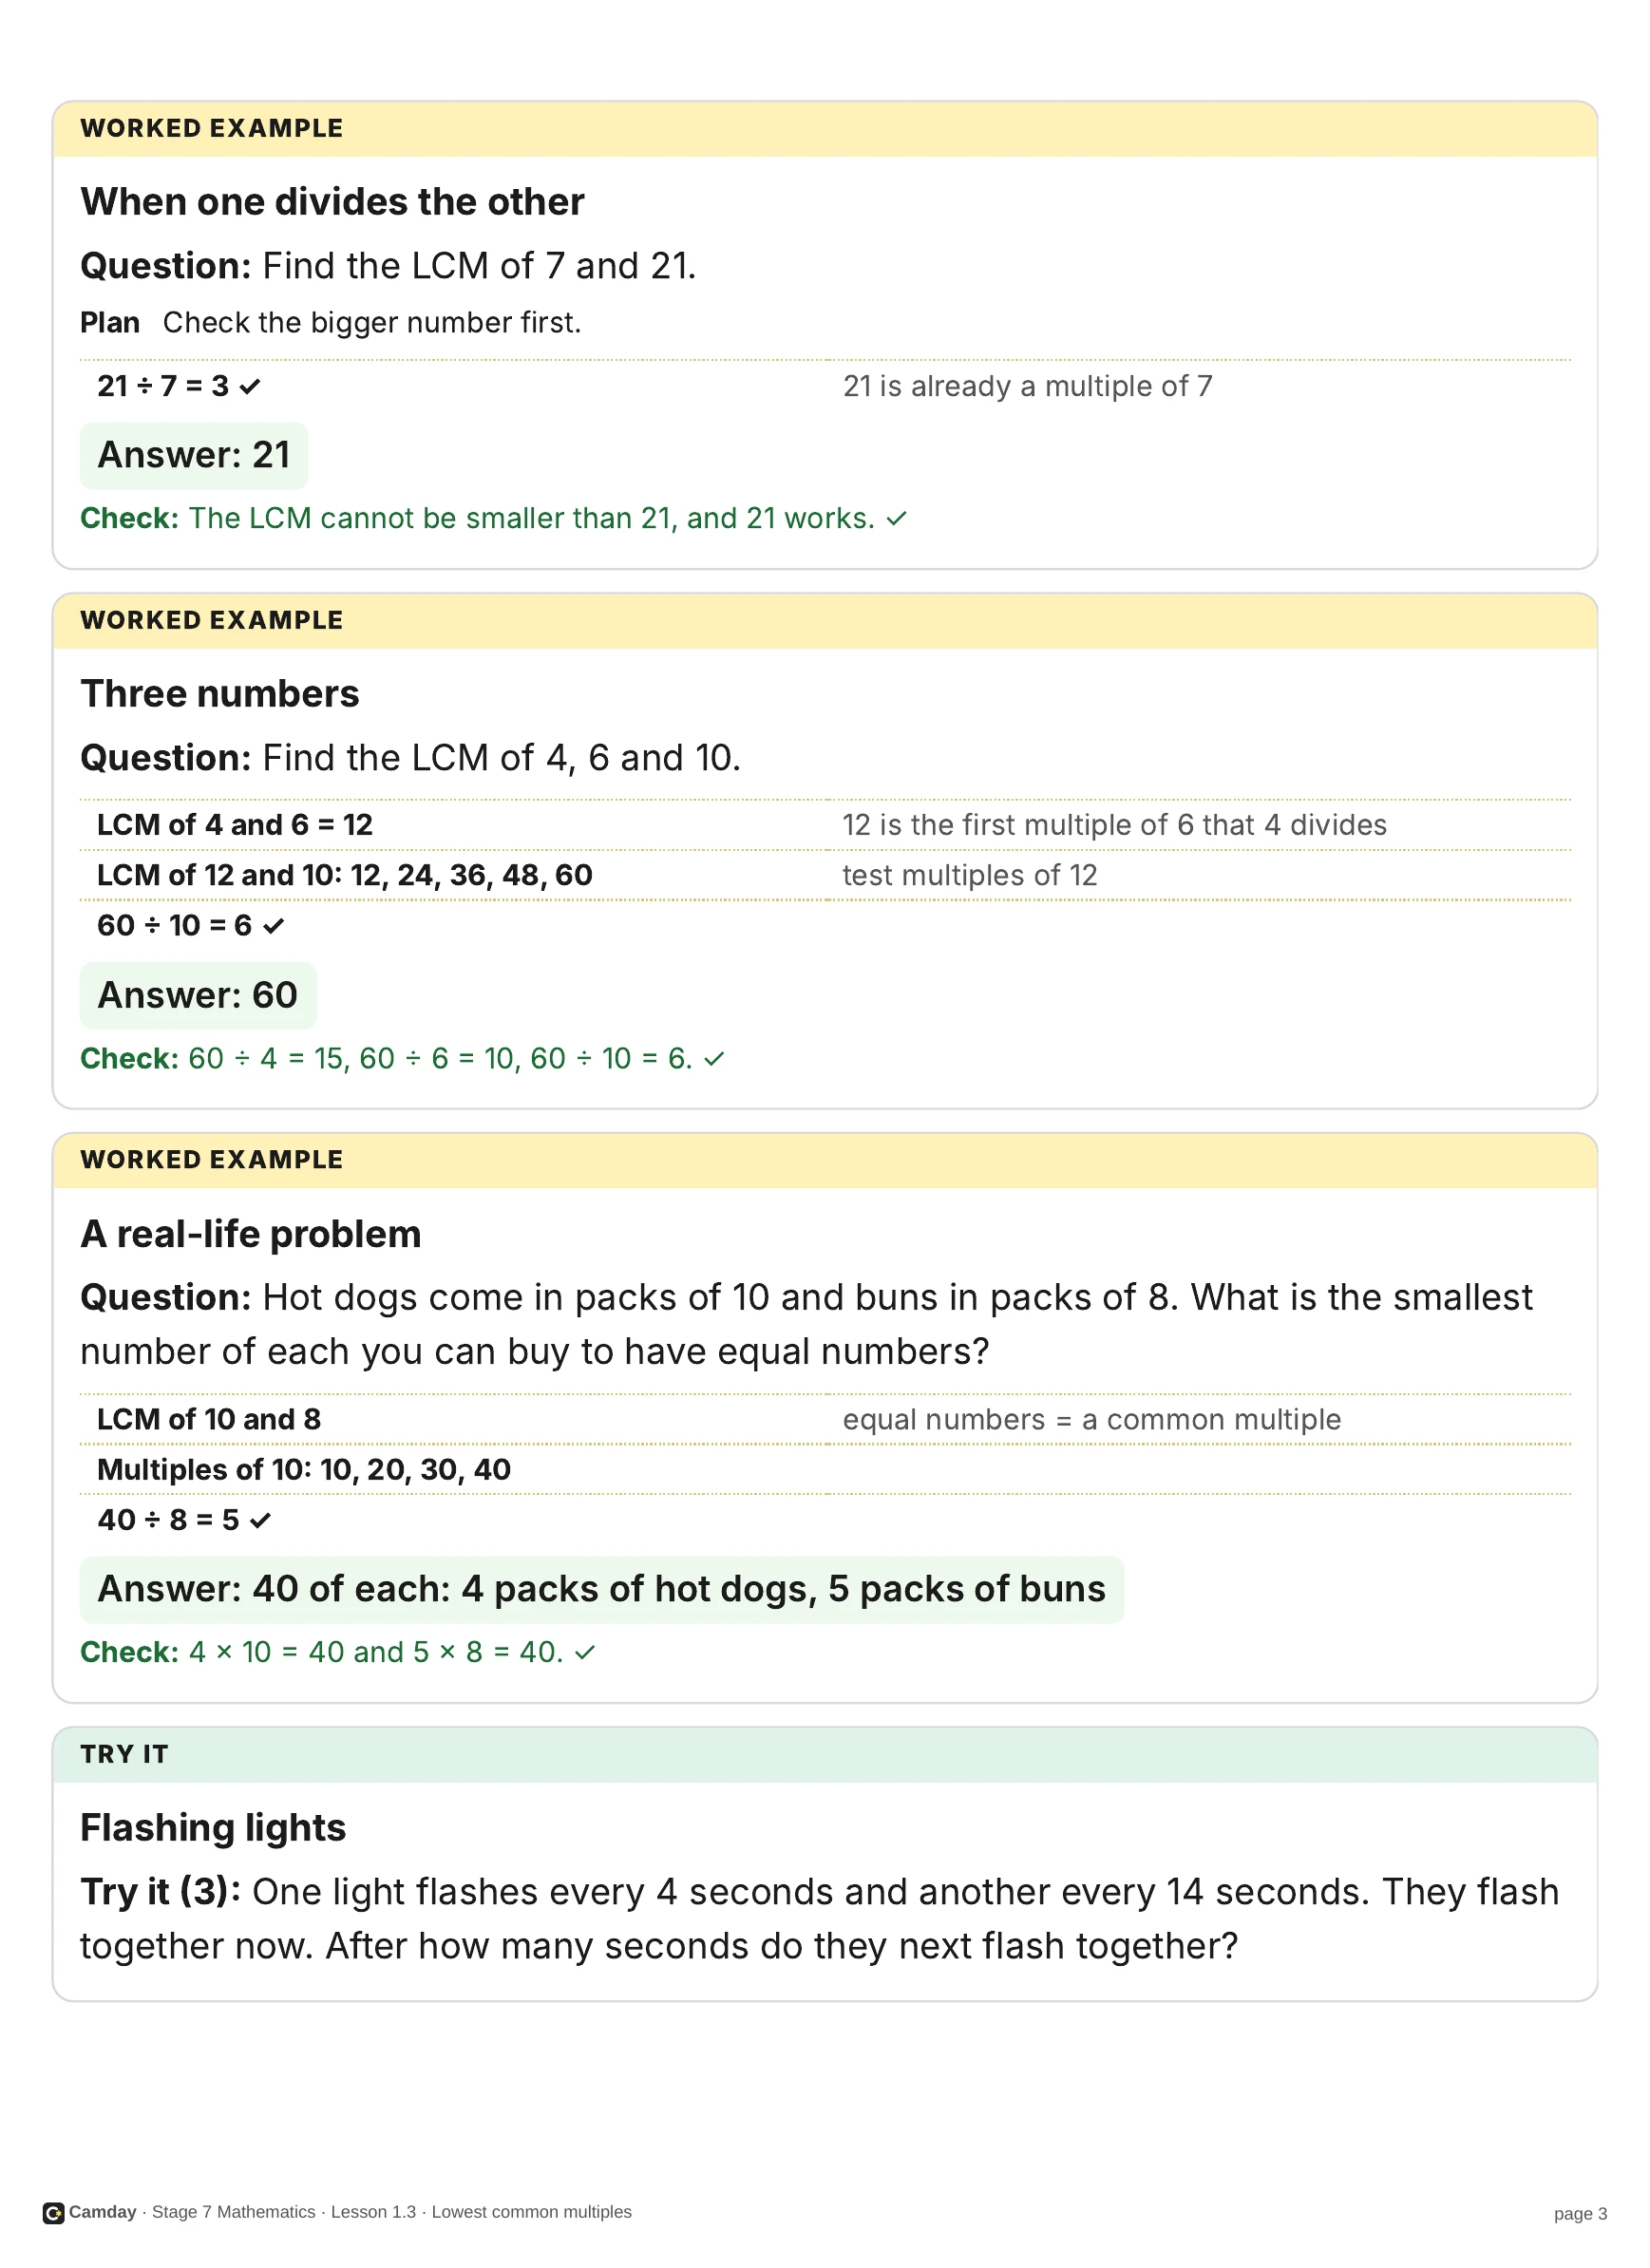 WORKED EXAMPLE
When one divides the other
Question: Find the LCM of 7 and 21.
Plan Check the bigger number first.
21 ÷ 7 = 3 ✓ 21 is already a multiple of 7
Answer: 21
Check: The LCM cannot be smaller than 21, and 21 works. ✓
WORKED EXAMPLE
Three numbers
Question: Find the LCM of 4, 6 and 10.
LCM of 4 and 6 = 12 12 is the first multiple of 6 that 4 divides
LCM of 12 and 10: 12, 24, 36, 48, 60 test multiples of 12
60 ÷ 10 = 6 ✓
Answer: 60
Check: 60 ÷ 4 = 15, 60 ÷ 6 = 10, 60 ÷ 10 = 6. ✓
WORKED EXAMPLE
A real-life problem
Question: Hot dogs come in packs of 10 and buns in packs of 8. What is the smallest
number of each you can buy to have equal numbers?
LCM of 10 and 8 equal numbers = a common multiple
Multiples of 10: 10, 20, 30, 40
40 ÷ 8 = 5 ✓
Answer: 40 of each: 4 packs of hot dogs, 5 packs of buns
Check: 4 × 10 = 40 and 5 × 8 = 40. ✓
TRY IT
Flashing lights
Try it (3): One light flashes every 4 seconds and another every 14 seconds. They flash
together now. After how many seconds do they next flash together?
Camday · Stage 7 Mathematics · Lesson 1.3 · Lowest common multiples page 3